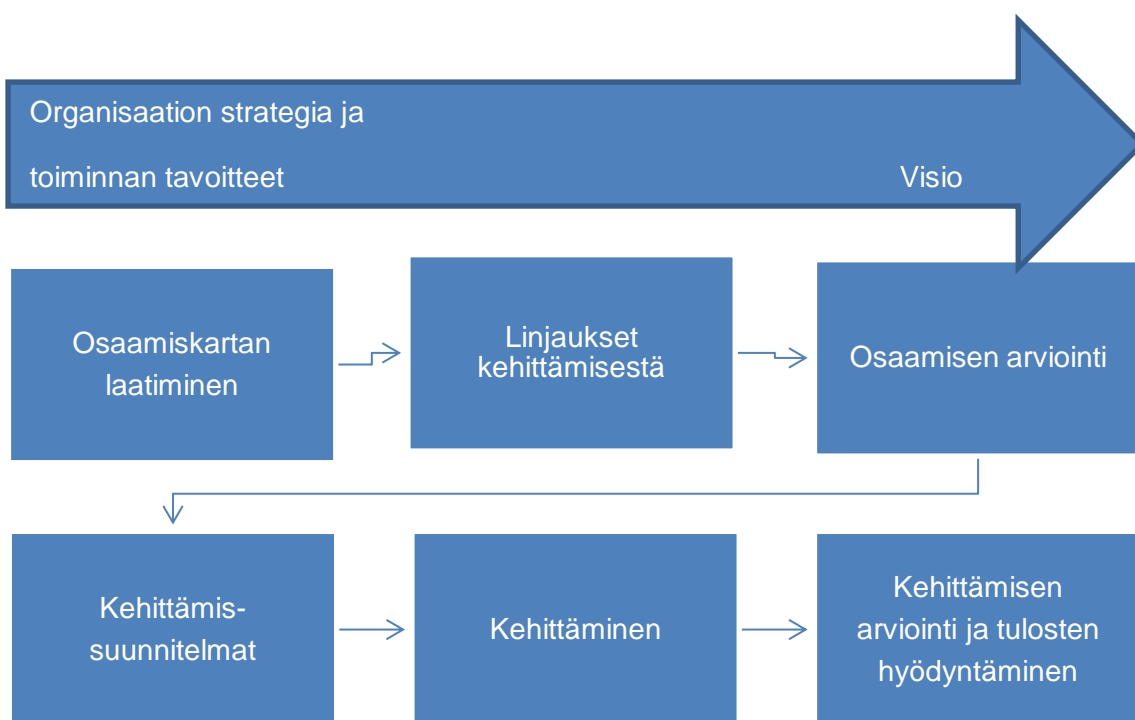 Organisaation strategia ja
toiminnan tavoitteet
Visio
Osaamiskartan
laatiminen
Linjaukset
kehittämisestä
Osaamisen arviointi
Kehittämis-
suunnitelmat
Kehittäminen
Kehittämisen
arviointi ja tulosten
hyödyntäminen